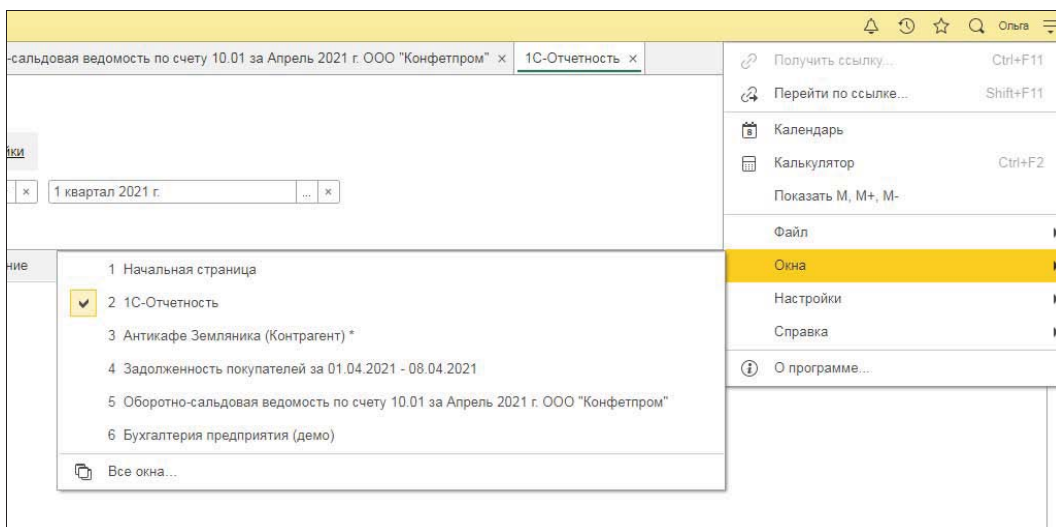 Ольга
-сальдовая ведомость по счету 10.01 за Апрель 2021 г. ООО "Конфетпром" × 1С-Отчетность ×
Получить ссылку... Ctrl+F11
Перейти по ссылке... Shift+F11
Календарь
йки
Калькулятор Ctrl+F2
1 квартал 2021 г. ... ×
Показать M, M+, M-
Файл
ние
Окна
1 Начальная страница
Настройки
2 1С-Отчетность
Справка
3 Антикафе Земляника (Контрагент) *
О программе...
4 Задолженность покупателей за 01.04.2021 - 08.04.2021
5 Оборотно-сальдовая ведомость по счету 10.01 за Апрель 2021 г. ООО "Конфетпром"
6 Бухгалтерия предприятия (демо)
Все окна...